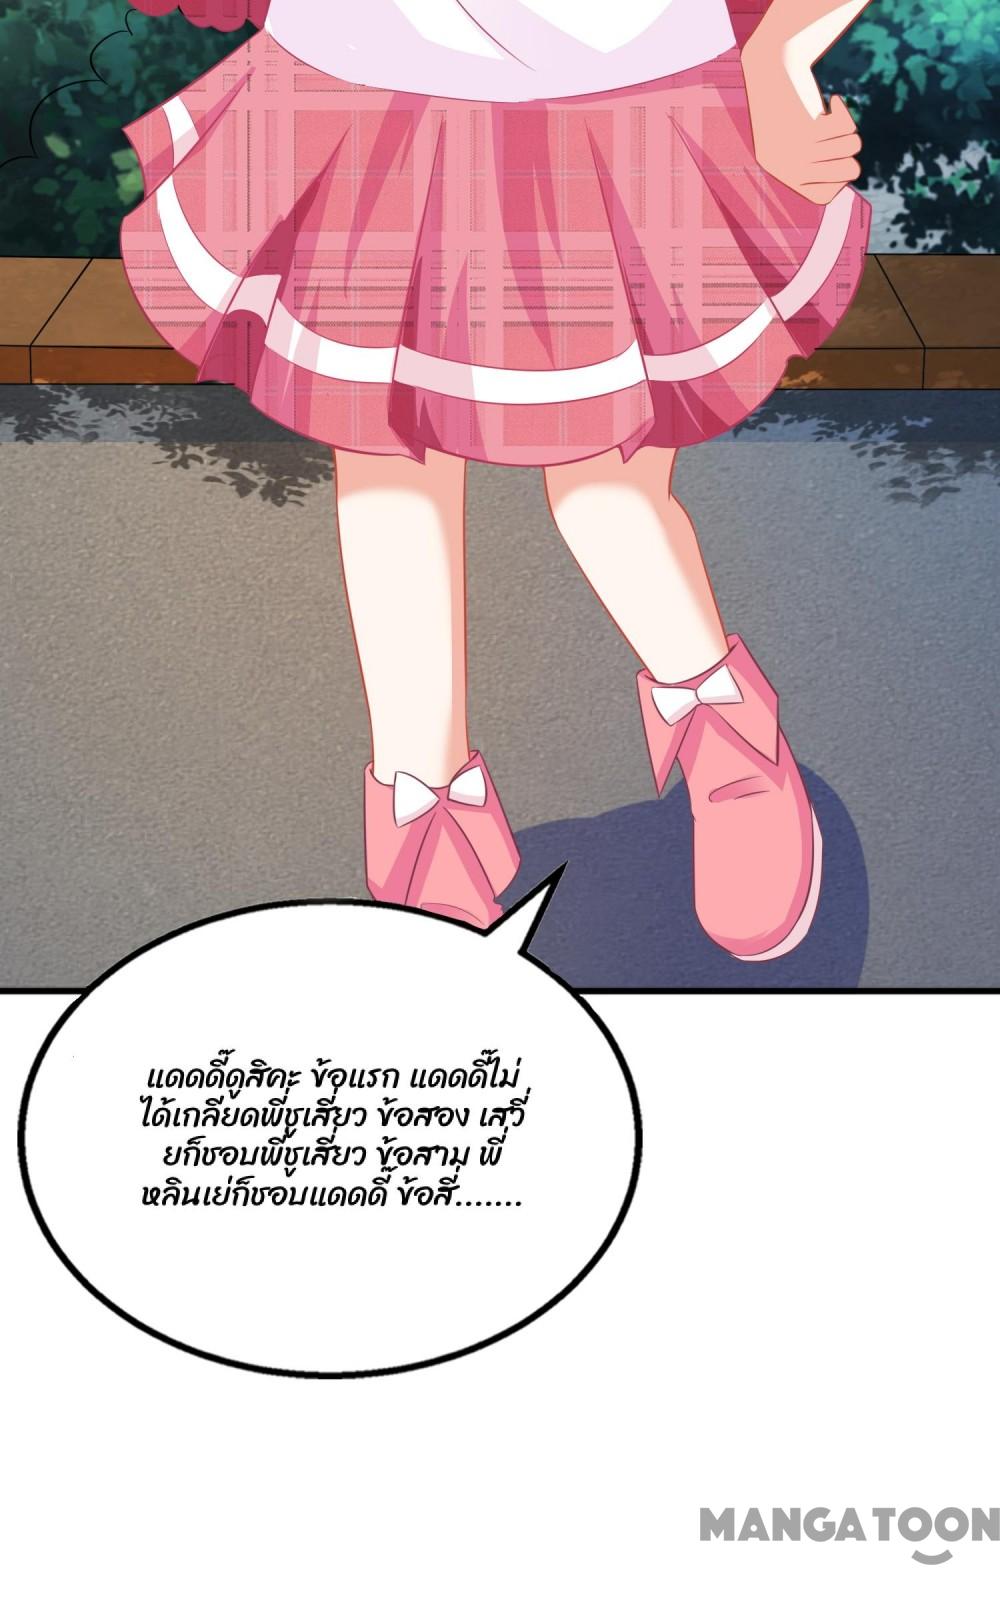 แดดดี๊ดูสิคะ ข้อแรก แดดดี๊ไม่
ได้เกลียดพี่ชูเสี่ยว ข้อสอง เสวี่
ยก็ชอบพี่ชูเสี่ยว ข้อสาม พี่
หลินเย่ก็ชอบแดดดี๊ ข้อสี่.......
MANGATOON